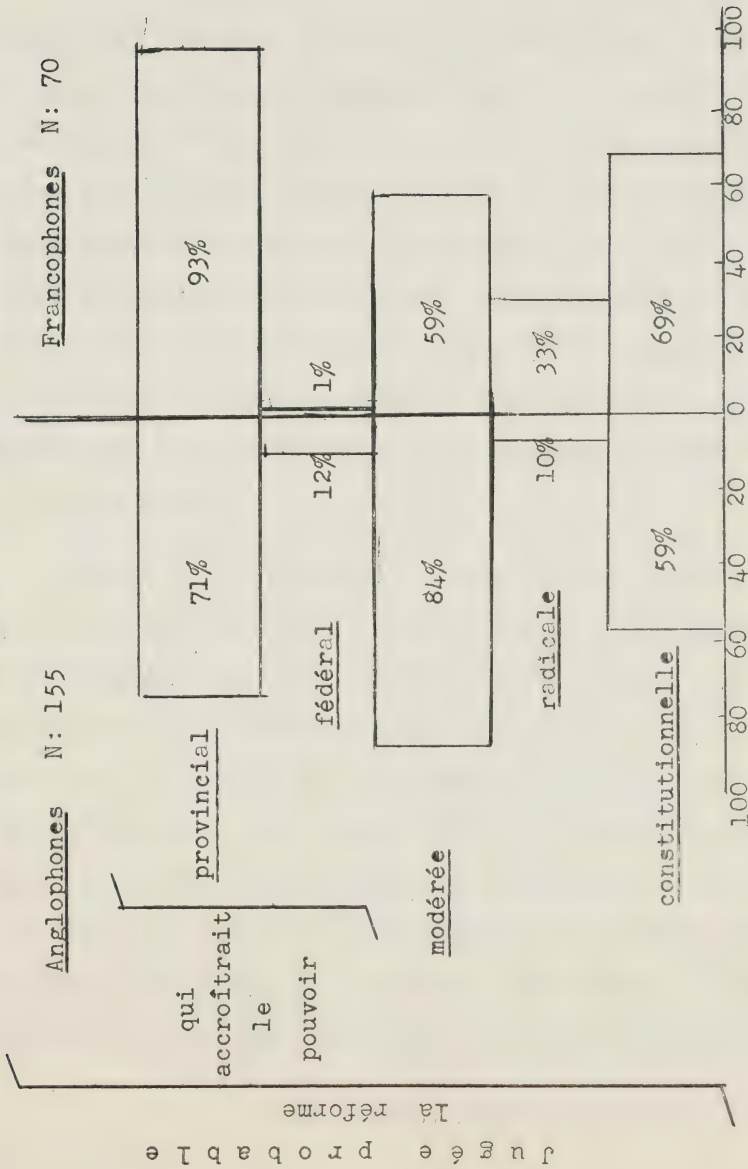 Anglophones N: 155
Francophones N: 70
Jugée probable
la réforme
qui
accroîtrait
le
pouvoir
provincial
71%
93%
fédéral
12%
1%
modérée
84%
59%
radicale
10%
33%
constitutionnelle
59%
69%
100 80 60 40 20 0 20 40 60 80 100